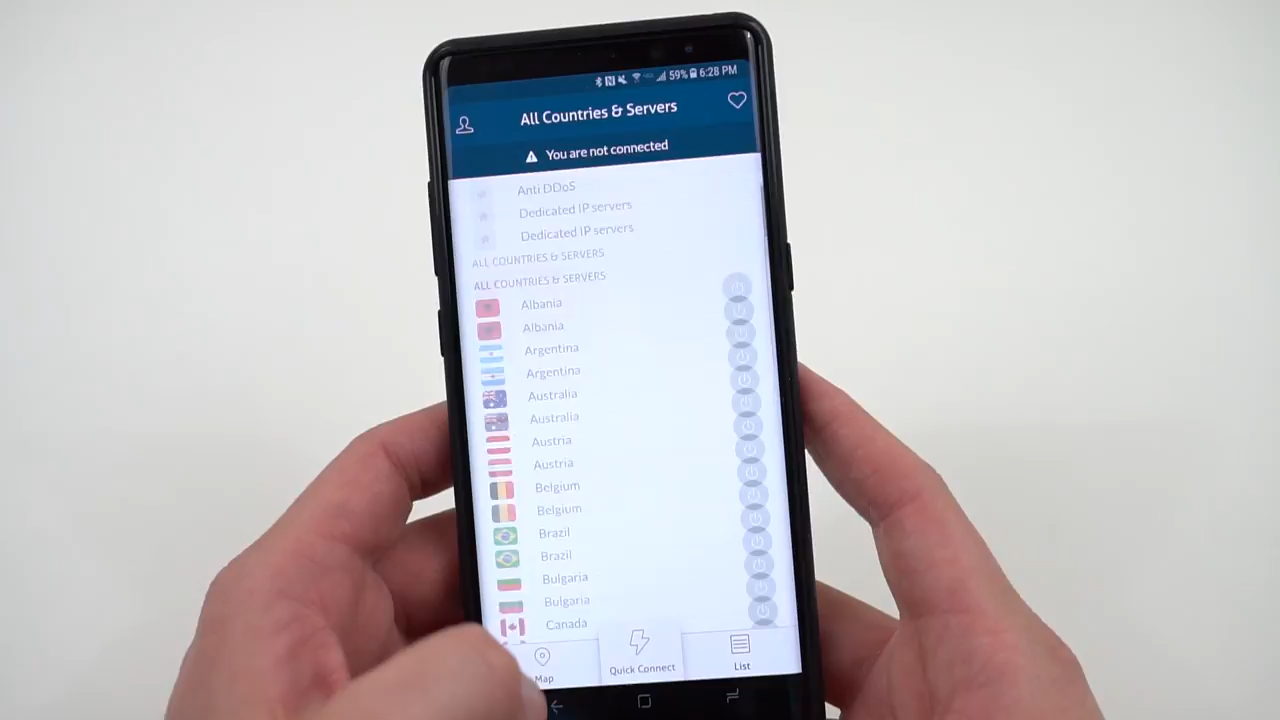 59% 6:28 PM
All Countries & Servers
You are not connected
Anti DDoS
Dedicated IP servers
Dedicated IP servers
ALL COUNTRIES & SERVERS
ALL COUNTRIES & SERVERS
Albania
Albania
Argentina
Argentina
Australia
Australia
Austria
Austria
Belgium
Belgium
Brazil
Brazil
Bulgaria
Bulgaria
Canada
Map Quick Connect List